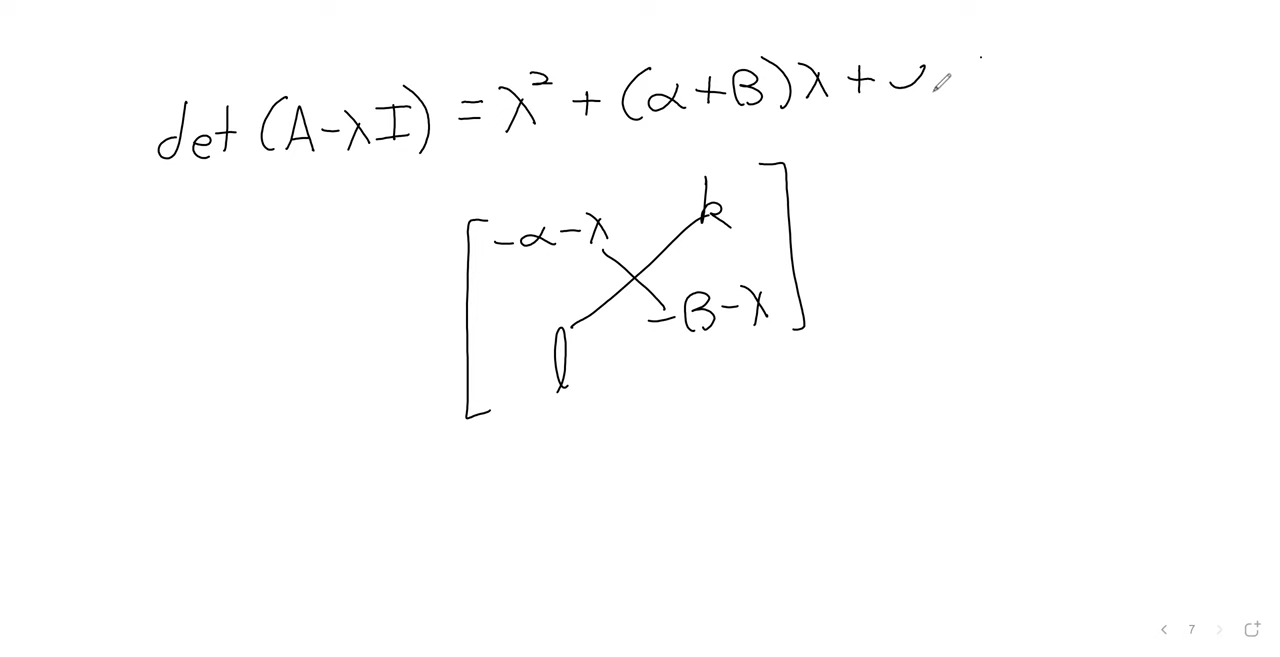 det (A-λI) = λ² + (α+β)λ +
-α-λ k
l -β-λ
7